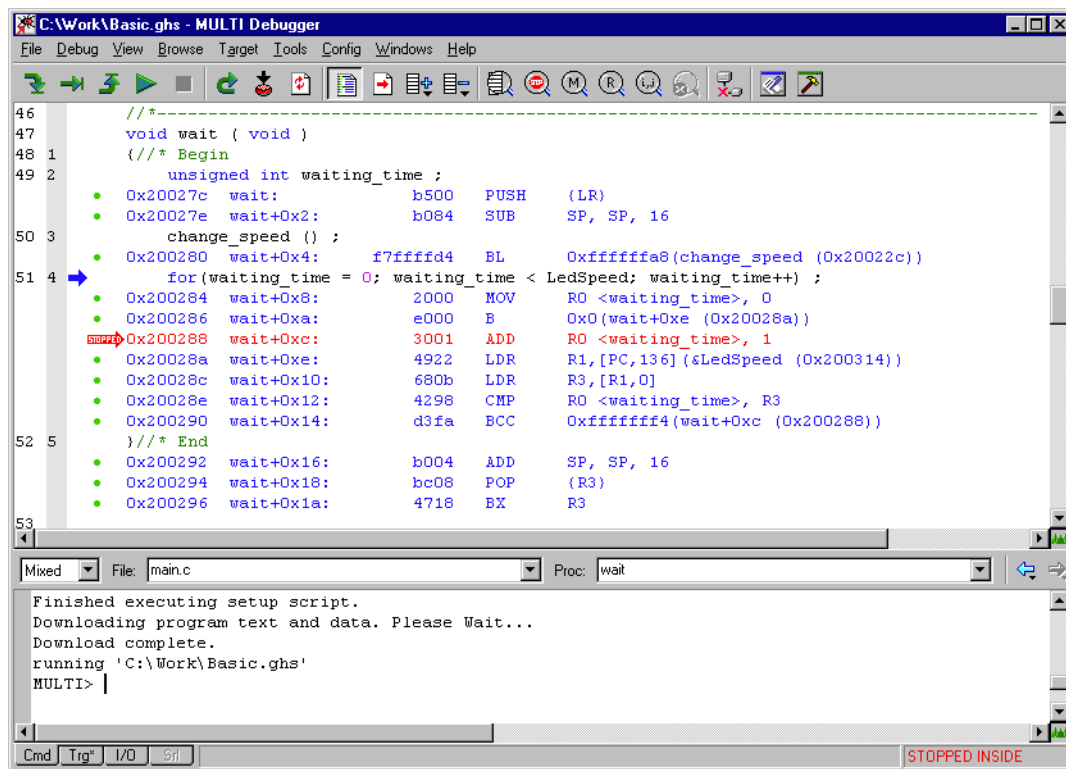 C:\Work\Basic.ghs - MULTI Debugger
File Debug View Browse Target Tools Config Windows Help
46 //*-------------------------------------------------------------------------------------
47 void wait ( void )
48 1 {//* Begin
49 2 unsigned int waiting_time ;
0x20027c wait: b500 PUSH {LR}
0x20027e wait+0x2: b084 SUB SP, SP, 16
50 3 change_speed () ;
0x200280 wait+0x4: f7ffffd4 BL 0xffffffa8(change_speed (0x20022c))
51 4 for(waiting_time = 0; waiting_time < LedSpeed; waiting_time++) ;
0x200284 wait+0x8: 2000 MOV R0 <waiting_time>, 0
0x200286 wait+0xa: e000 B 0x0(wait+0xe (0x20028a))
STOPPED 0x200288 wait+0xc: 3001 ADD R0 <waiting_time>, 1
0x20028a wait+0xe: 4922 LDR R1,[PC,136](&LedSpeed (0x200314))
0x20028c wait+0x10: 680b LDR R3,[R1,0]
0x20028e wait+0x12: 4298 CMP R0 <waiting_time>, R3
0x200290 wait+0x14: d3fa BCC 0xfffffff4(wait+0xc (0x200288))
52 5 }//* End
0x200292 wait+0x16: b004 ADD SP, SP, 16
0x200294 wait+0x18: bc08 POP {R3}
0x200296 wait+0x1a: 4718 BX R3
53
Mixed File: main.c Proc: wait
Finished executing setup script.
Downloading program text and data. Please Wait...
Download complete.
running 'C:\Work\Basic.ghs'
MULTI>
Cmd Trg* I/O Srl STOPPED INSIDE